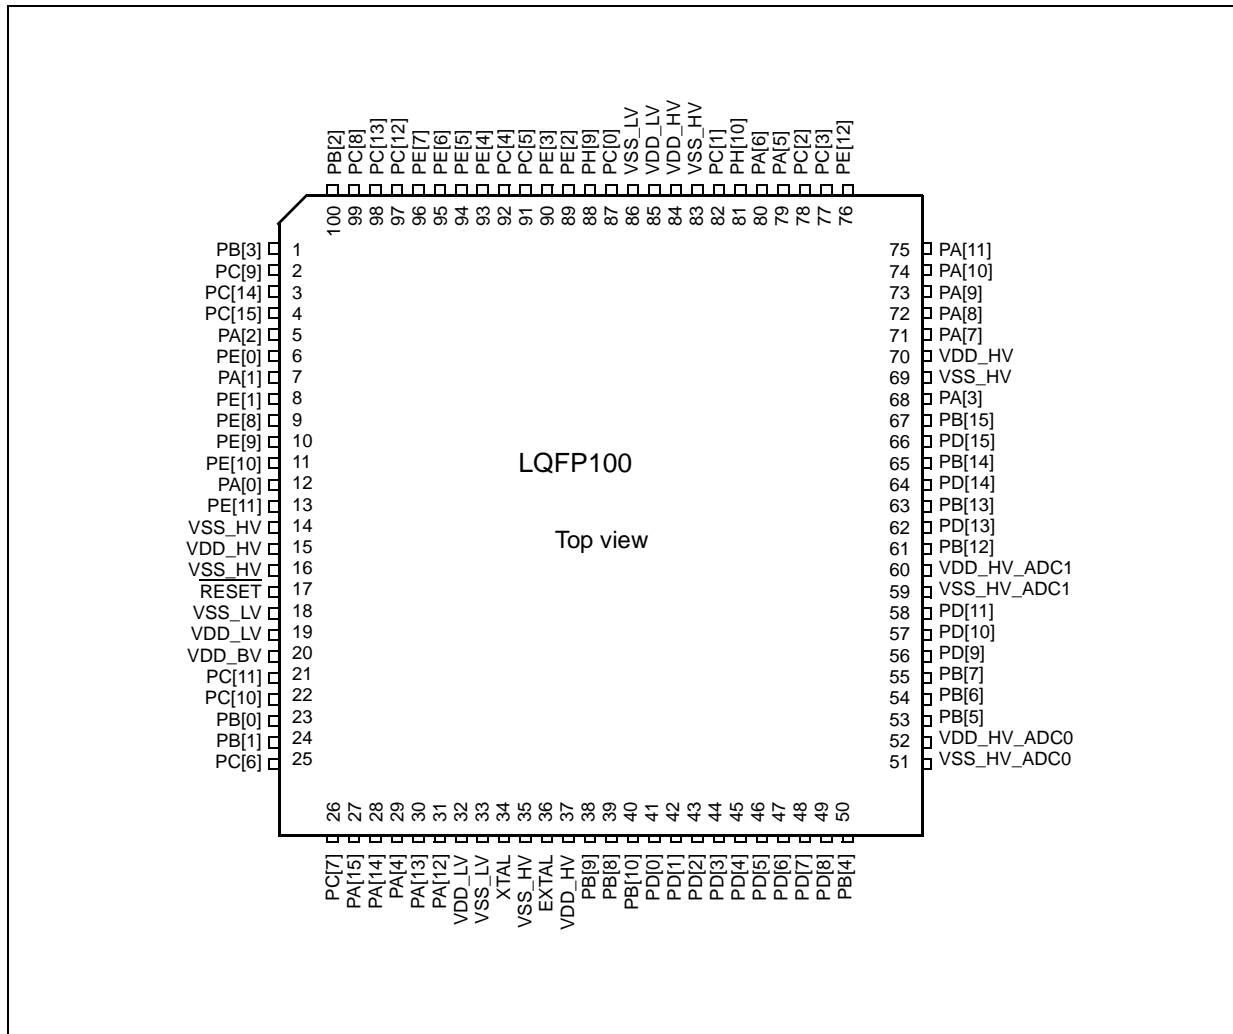 PB[2]
PC[8]
PC[13]
PC[12]
PE[7]
PE[6]
PE[5]
PE[4]
PC[4]
PC[5]
PE[3]
PE[2]
PH[9]
PC[0]
VSS_LV
VDD_LV
VDD_HV
VSS_HV
PC[1]
PH[10]
PA[6]
PA[5]
PC[2]
PC[3]
PE[12]
100
99
98
97
96
95
94
93
92
91
90
89
88
87
86
85
84
83
82
81
80
79
78
77
76
PB[3] 1
PC[9] 2
PC[14] 3
PC[15] 4
PA[2] 5
PE[0] 6
PA[1] 7
PE[1] 8
PE[8] 9
PE[9] 10
PE[10] 11
PA[0] 12
PE[11] 13
VSS_HV 14
VDD_HV 15
VSS_HV 16
RESET 17
VSS_LV 18
VDD_LV 19
VDD_BV 20
PC[11] 21
PC[10] 22
PB[0] 23
PB[1] 24
PC[6] 25
LQFP100
Top view
75 PA[11]
74 PA[10]
73 PA[9]
72 PA[8]
71 PA[7]
70 VDD_HV
69 VSS_HV
68 PA[3]
67 PB[15]
66 PD[15]
65 PB[14]
64 PD[14]
63 PB[13]
62 PD[13]
61 PB[12]
60 VDD_HV_ADC1
59 VSS_HV_ADC1
58 PD[11]
57 PD[10]
56 PD[9]
55 PB[7]
54 PB[6]
53 PB[5]
52 VDD_HV_ADC0
51 VSS_HV_ADC0
26
27
28
29
30
31
32
33
34
35
36
37
38
39
40
41
42
43
44
45
46
47
48
49
50
PC[7]
PA[15]
PA[14]
PA[4]
PA[13]
PA[12]
VDD_LV
VSS_LV
XTAL
VSS_HV
EXTAL
VDD_HV
PB[9]
PB[8]
PB[10]
PD[0]
PD[1]
PD[2]
PD[3]
PD[4]
PD[5]
PD[6]
PD[7]
PD[8]
PB[4]